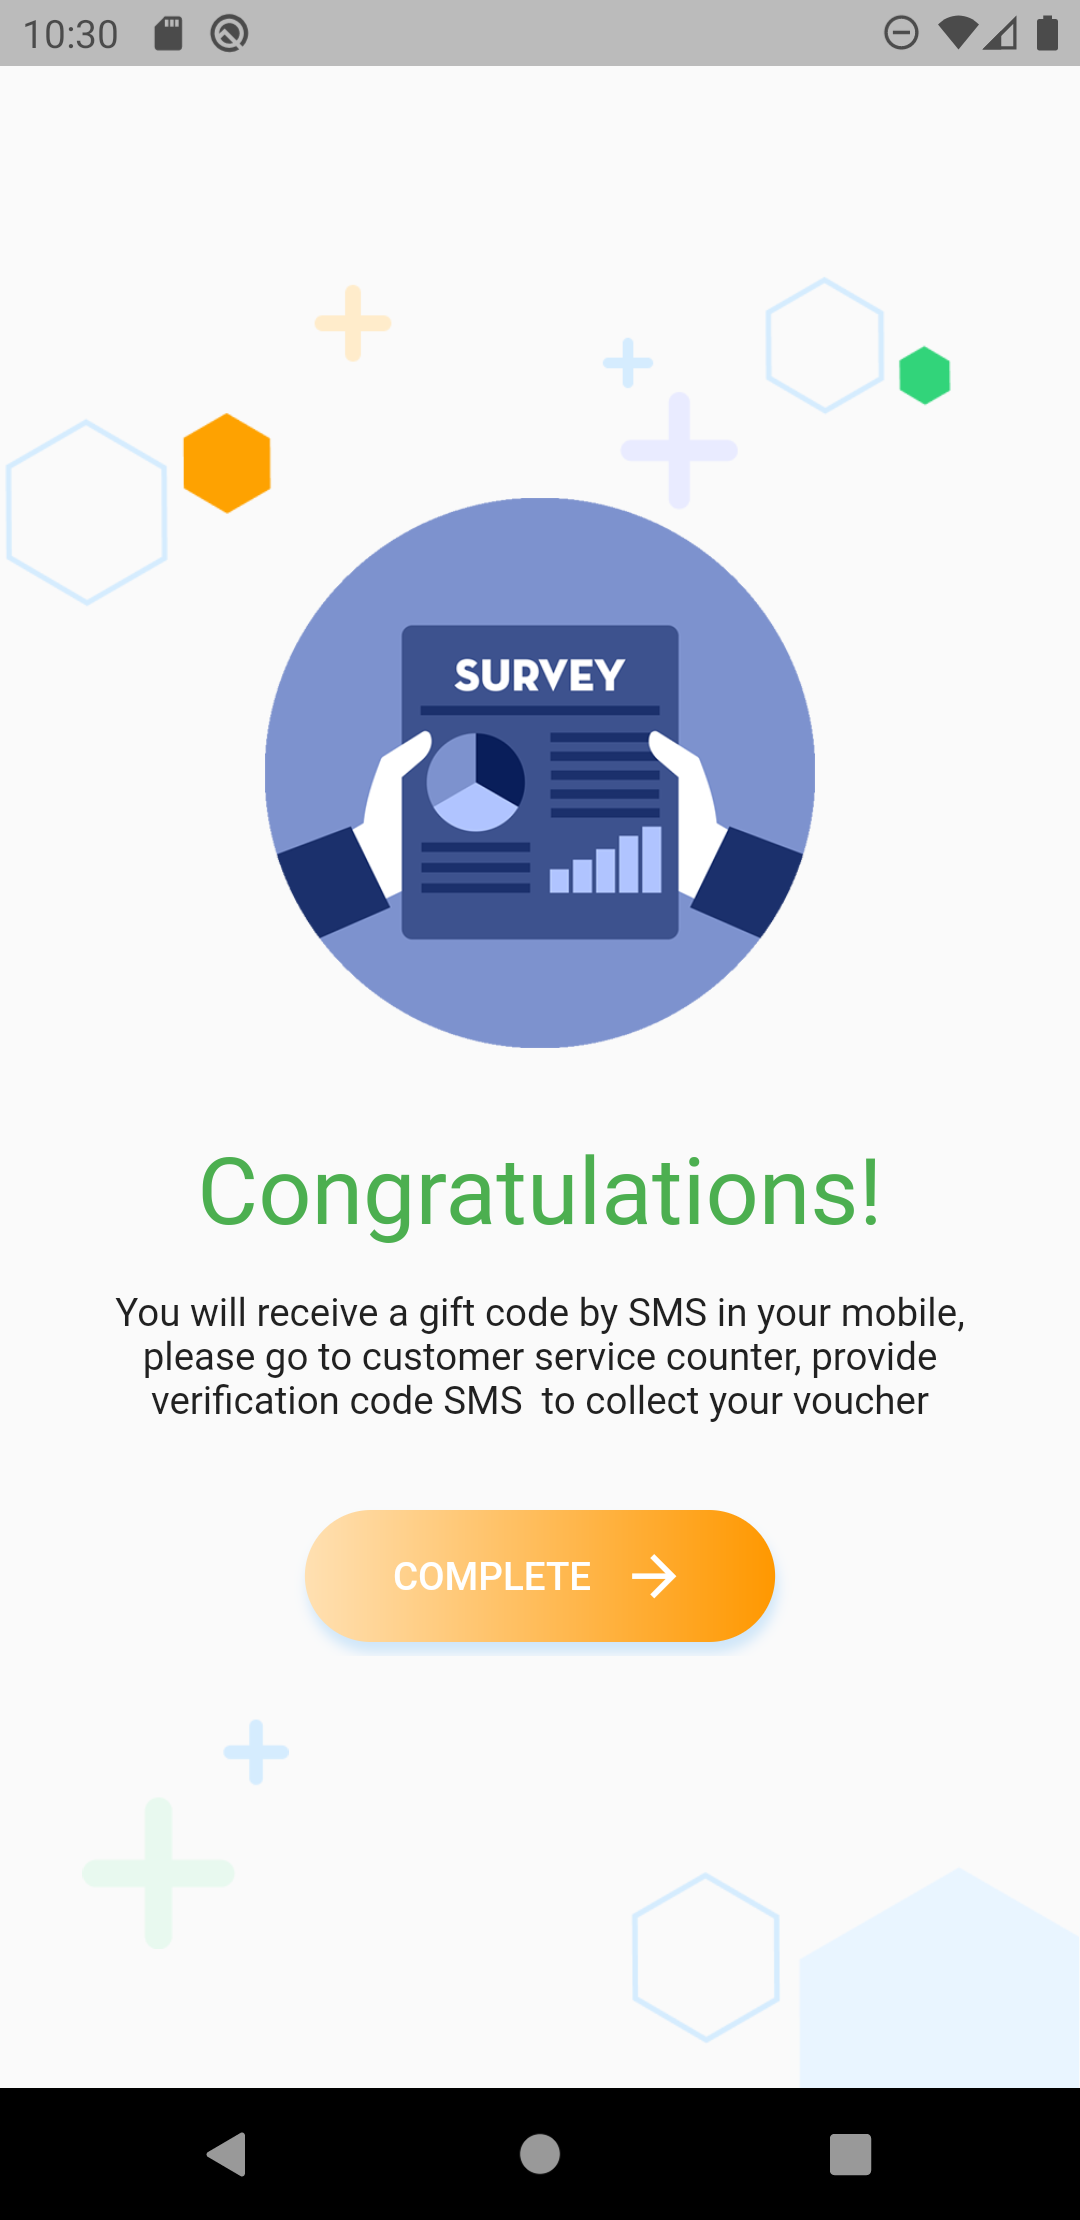 10:30
SURVEY
Congratulations!
You will receive a gift code by SMS in your mobile,
please go to customer service counter, provide
verification code SMS  to collect your voucher
COMPLETE